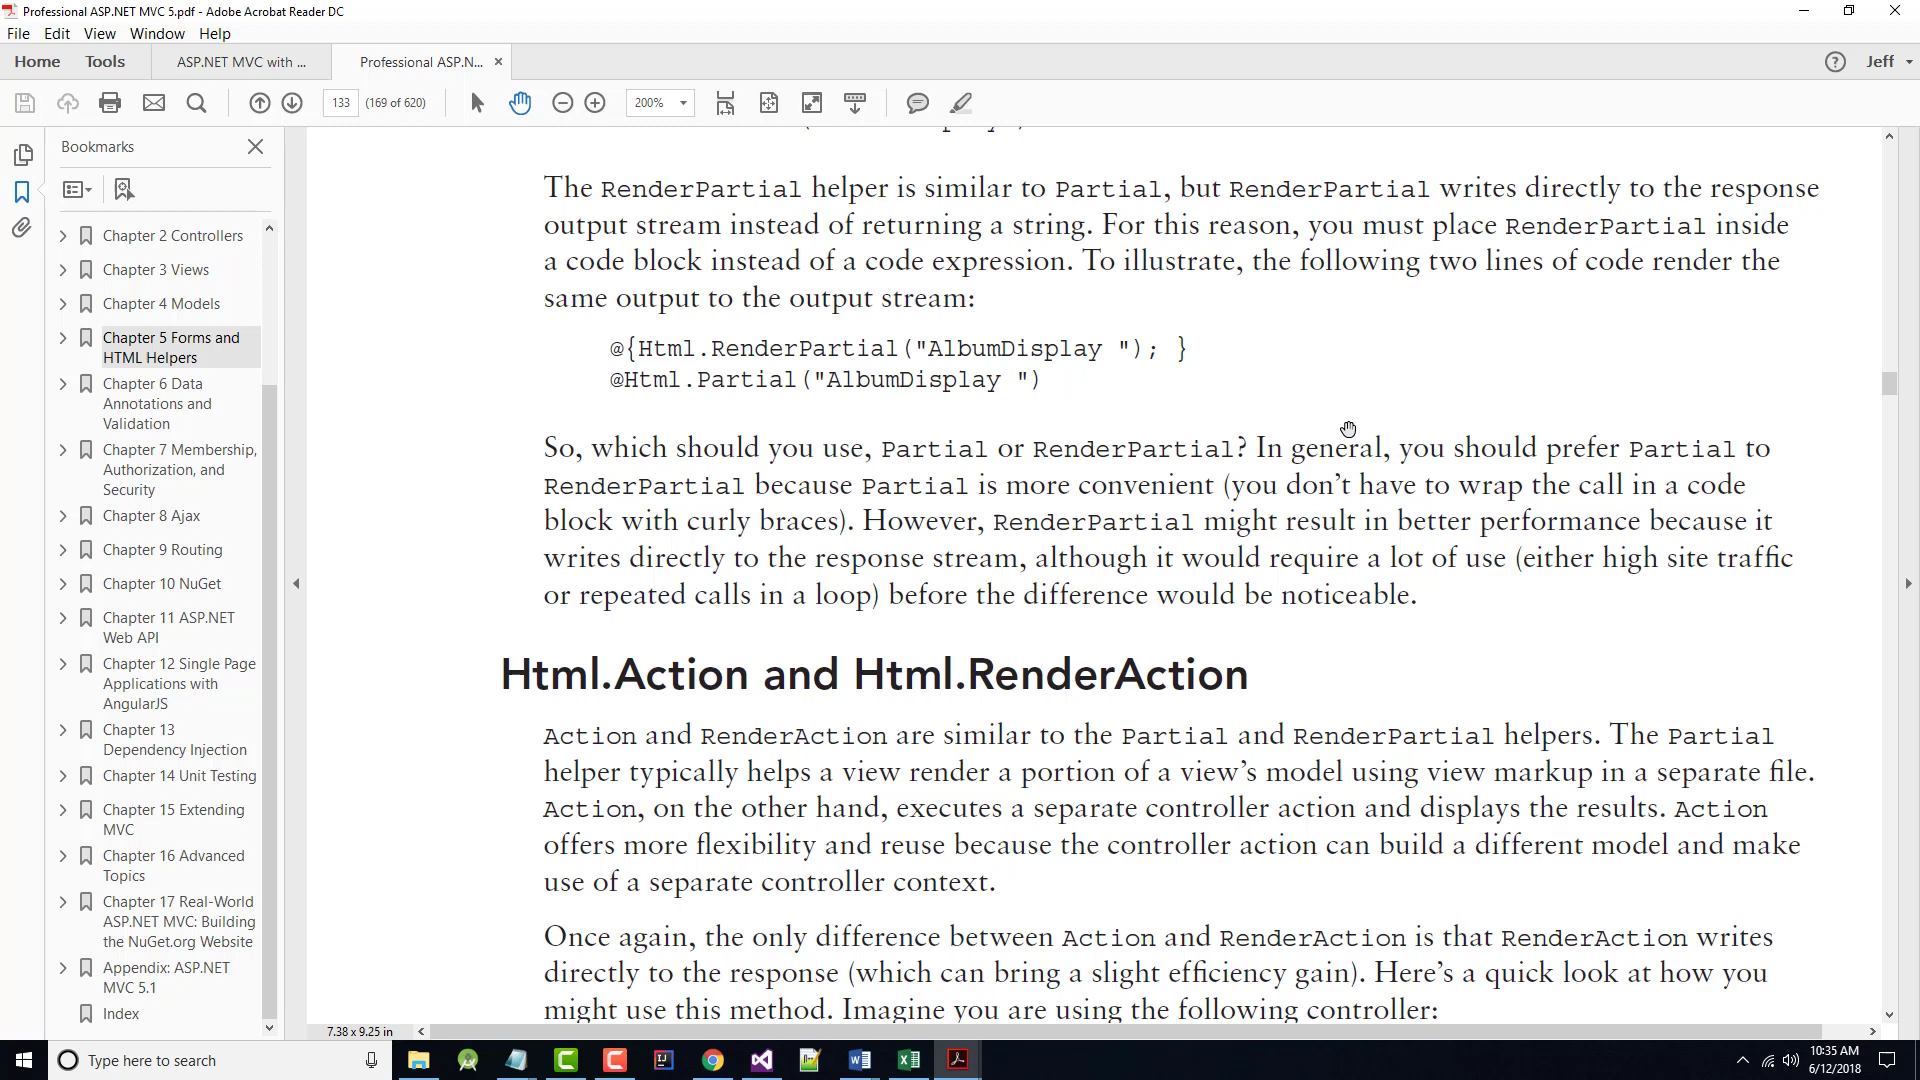 Professional ASP.NET MVC 5.pdf - Adobe Acrobat Reader DC
File Edit View Window Help
Home Tools ASP.NET MVC with ... Professional ASP.N... Jeff
133 (169 of 620) 200%
Bookmarks
Chapter 2 Controllers
Chapter 3 Views
Chapter 4 Models
Chapter 5 Forms and
HTML Helpers
Chapter 6 Data
Annotations and
Validation
Chapter 7 Membership,
Authorization, and
Security
Chapter 8 Ajax
Chapter 9 Routing
Chapter 10 NuGet
Chapter 11 ASP.NET
Web API
Chapter 12 Single Page
Applications with
AngularJS
Chapter 13
Dependency Injection
Chapter 14 Unit Testing
Chapter 15 Extending
MVC
Chapter 16 Advanced
Topics
Chapter 17 Real-World
ASP.NET MVC: Building
the NuGet.org Website
Appendix: ASP.NET
MVC 5.1
Index
The RenderPartial helper is similar to Partial, but RenderPartial writes directly to the response
output stream instead of returning a string. For this reason, you must place RenderPartial inside
a code block instead of a code expression. To illustrate, the following two lines of code render the
same output to the output stream:
@{Html.RenderPartial("AlbumDisplay "); }
@Html.Partial("AlbumDisplay ")
So, which should you use, Partial or RenderPartial? In general, you should prefer Partial to
RenderPartial because Partial is more convenient (you don't have to wrap the call in a code
block with curly braces). However, RenderPartial might result in better performance because it
writes directly to the response stream, although it would require a lot of use (either high site traffic
or repeated calls in a loop) before the difference would be noticeable.
Html.Action and Html.RenderAction
Action and RenderAction are similar to the Partial and RenderPartial helpers. The Partial
helper typically helps a view render a portion of a view's model using view markup in a separate file.
Action, on the other hand, executes a separate controller action and displays the results. Action
offers more flexibility and reuse because the controller action can build a different model and make
use of a separate controller context.
Once again, the only difference between Action and RenderAction is that RenderAction writes
directly to the response (which can bring a slight efficiency gain). Here's a quick look at how you
might use this method. Imagine you are using the following controller:
7.38 x 9.25 in
Type here to search
10:35 AM
6/12/2018